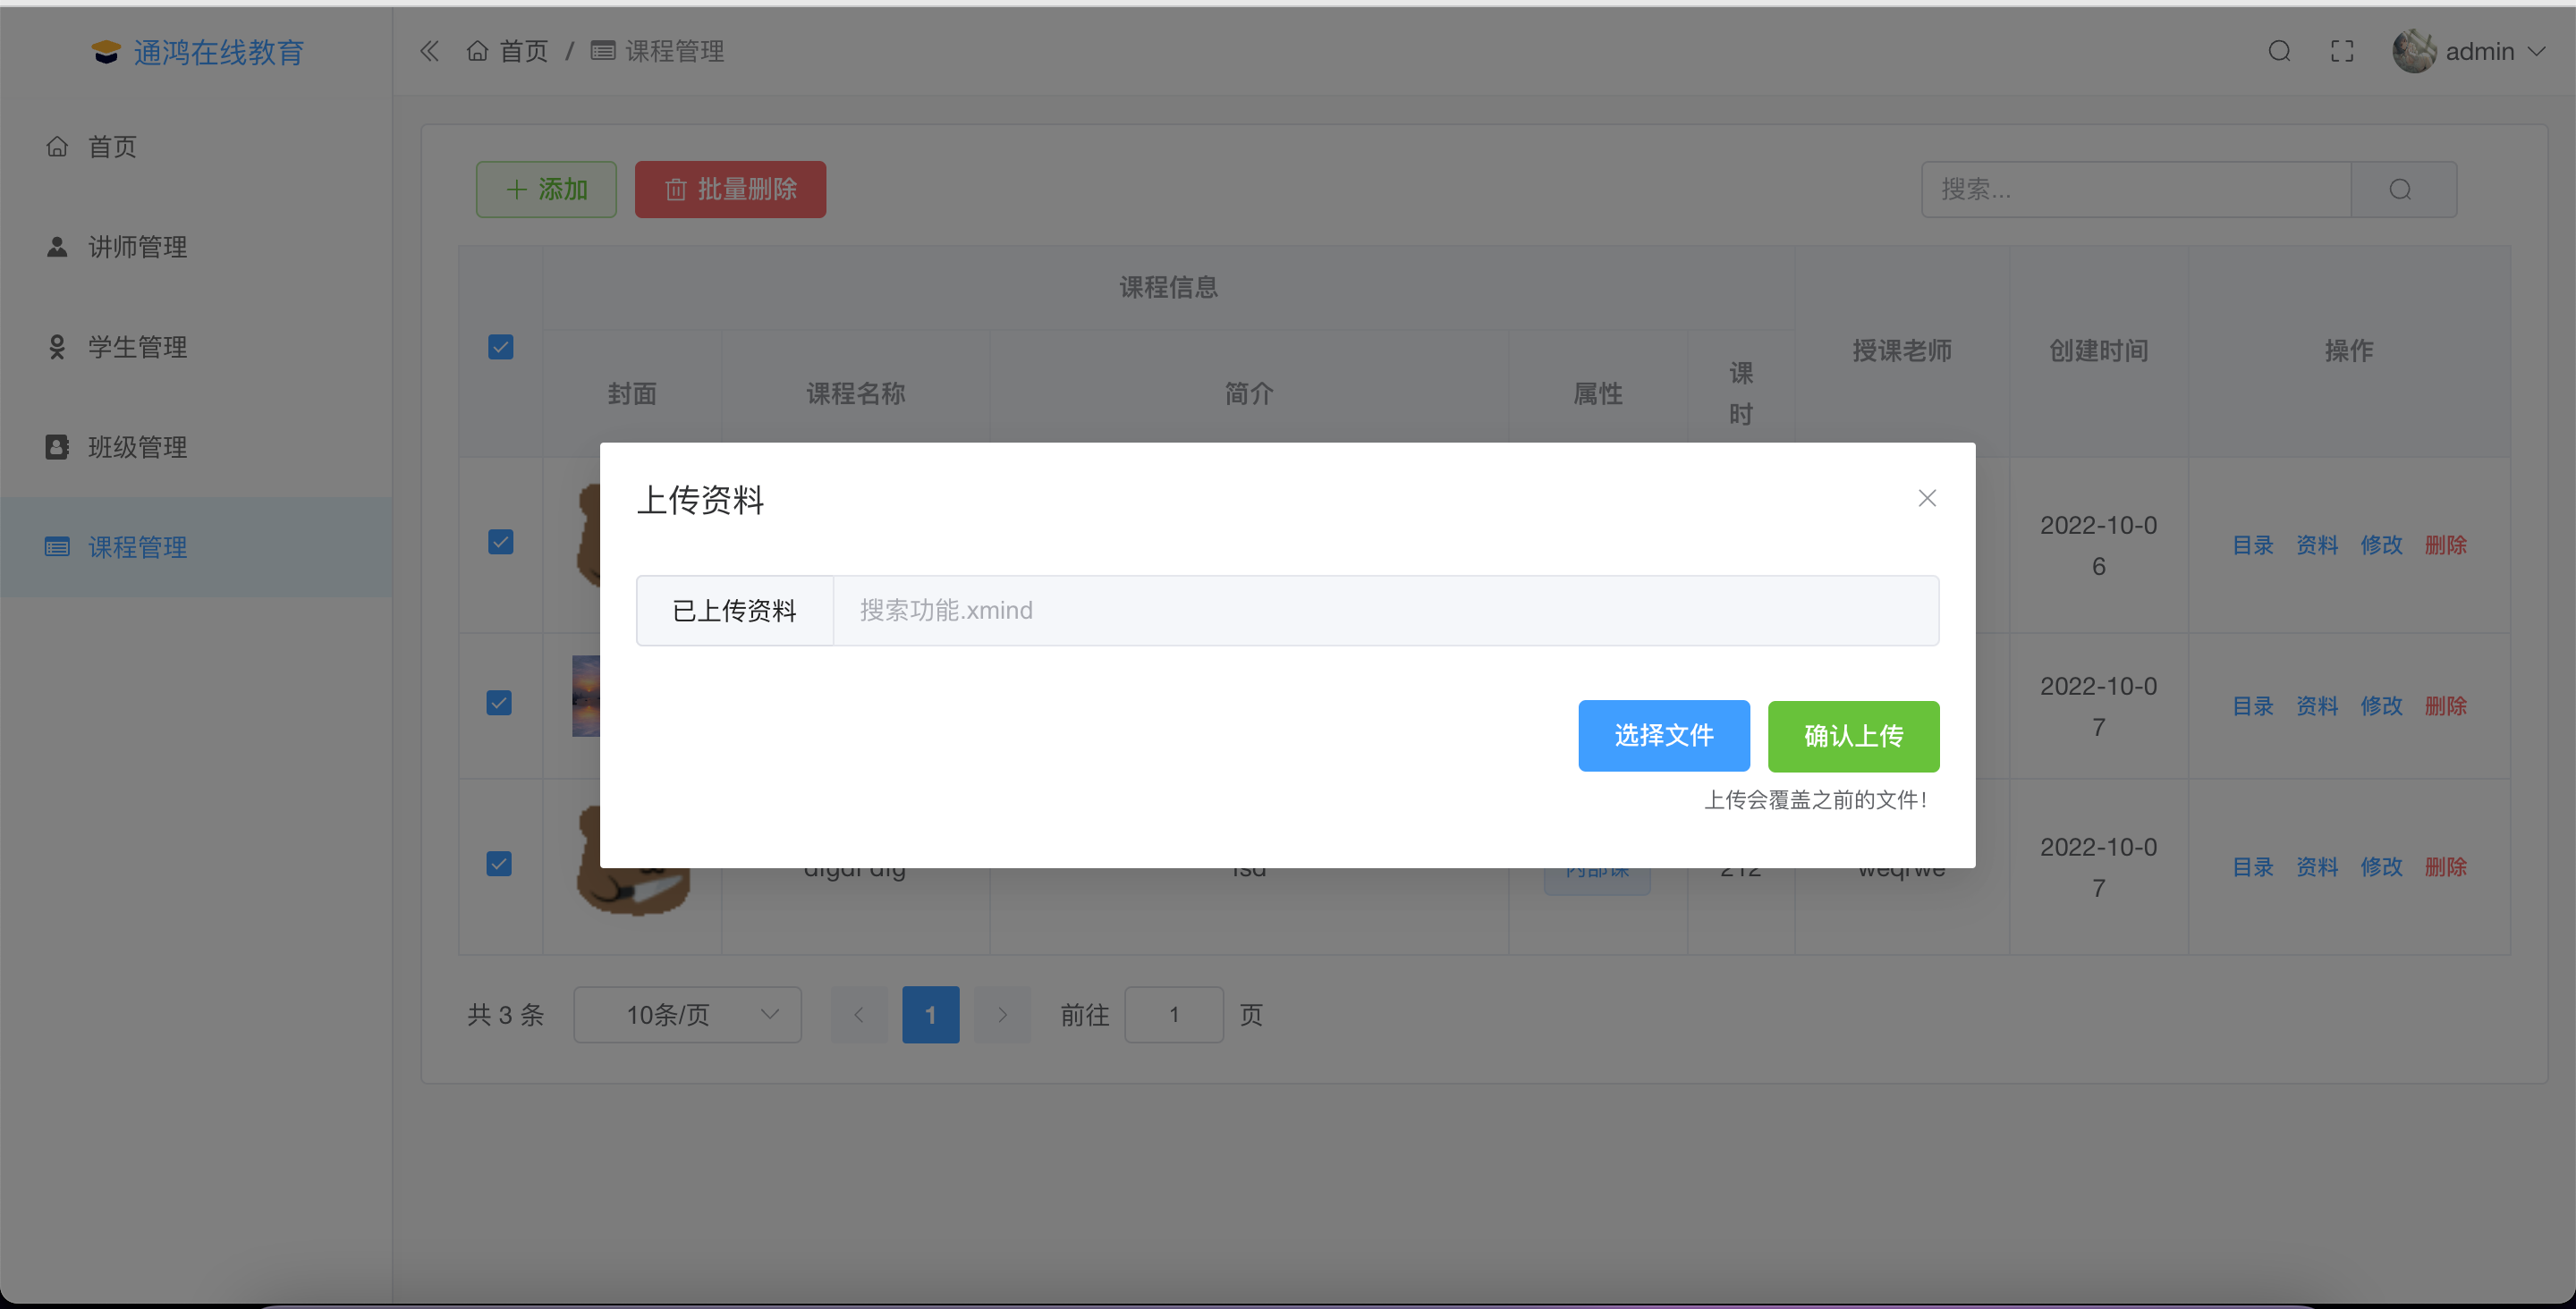 通鸿在线教育
首页 / 课程管理
admin
首页
讲师管理
学生管理
班级管理
课程管理
添加
批量删除
搜索...
课程信息
封面
课程名称
简介
属性
课时
授课老师
创建时间
操作
2022-10-06
目录 资料 修改 删除
2022-10-07
目录 资料 修改 删除
weqrwe
2022-10-07
目录 资料 修改 删除
上传资料
已上传资料
搜索功能.xmind
选择文件
确认上传
上传会覆盖之前的文件!
共 3 条
10条/页
1
前往 1 页